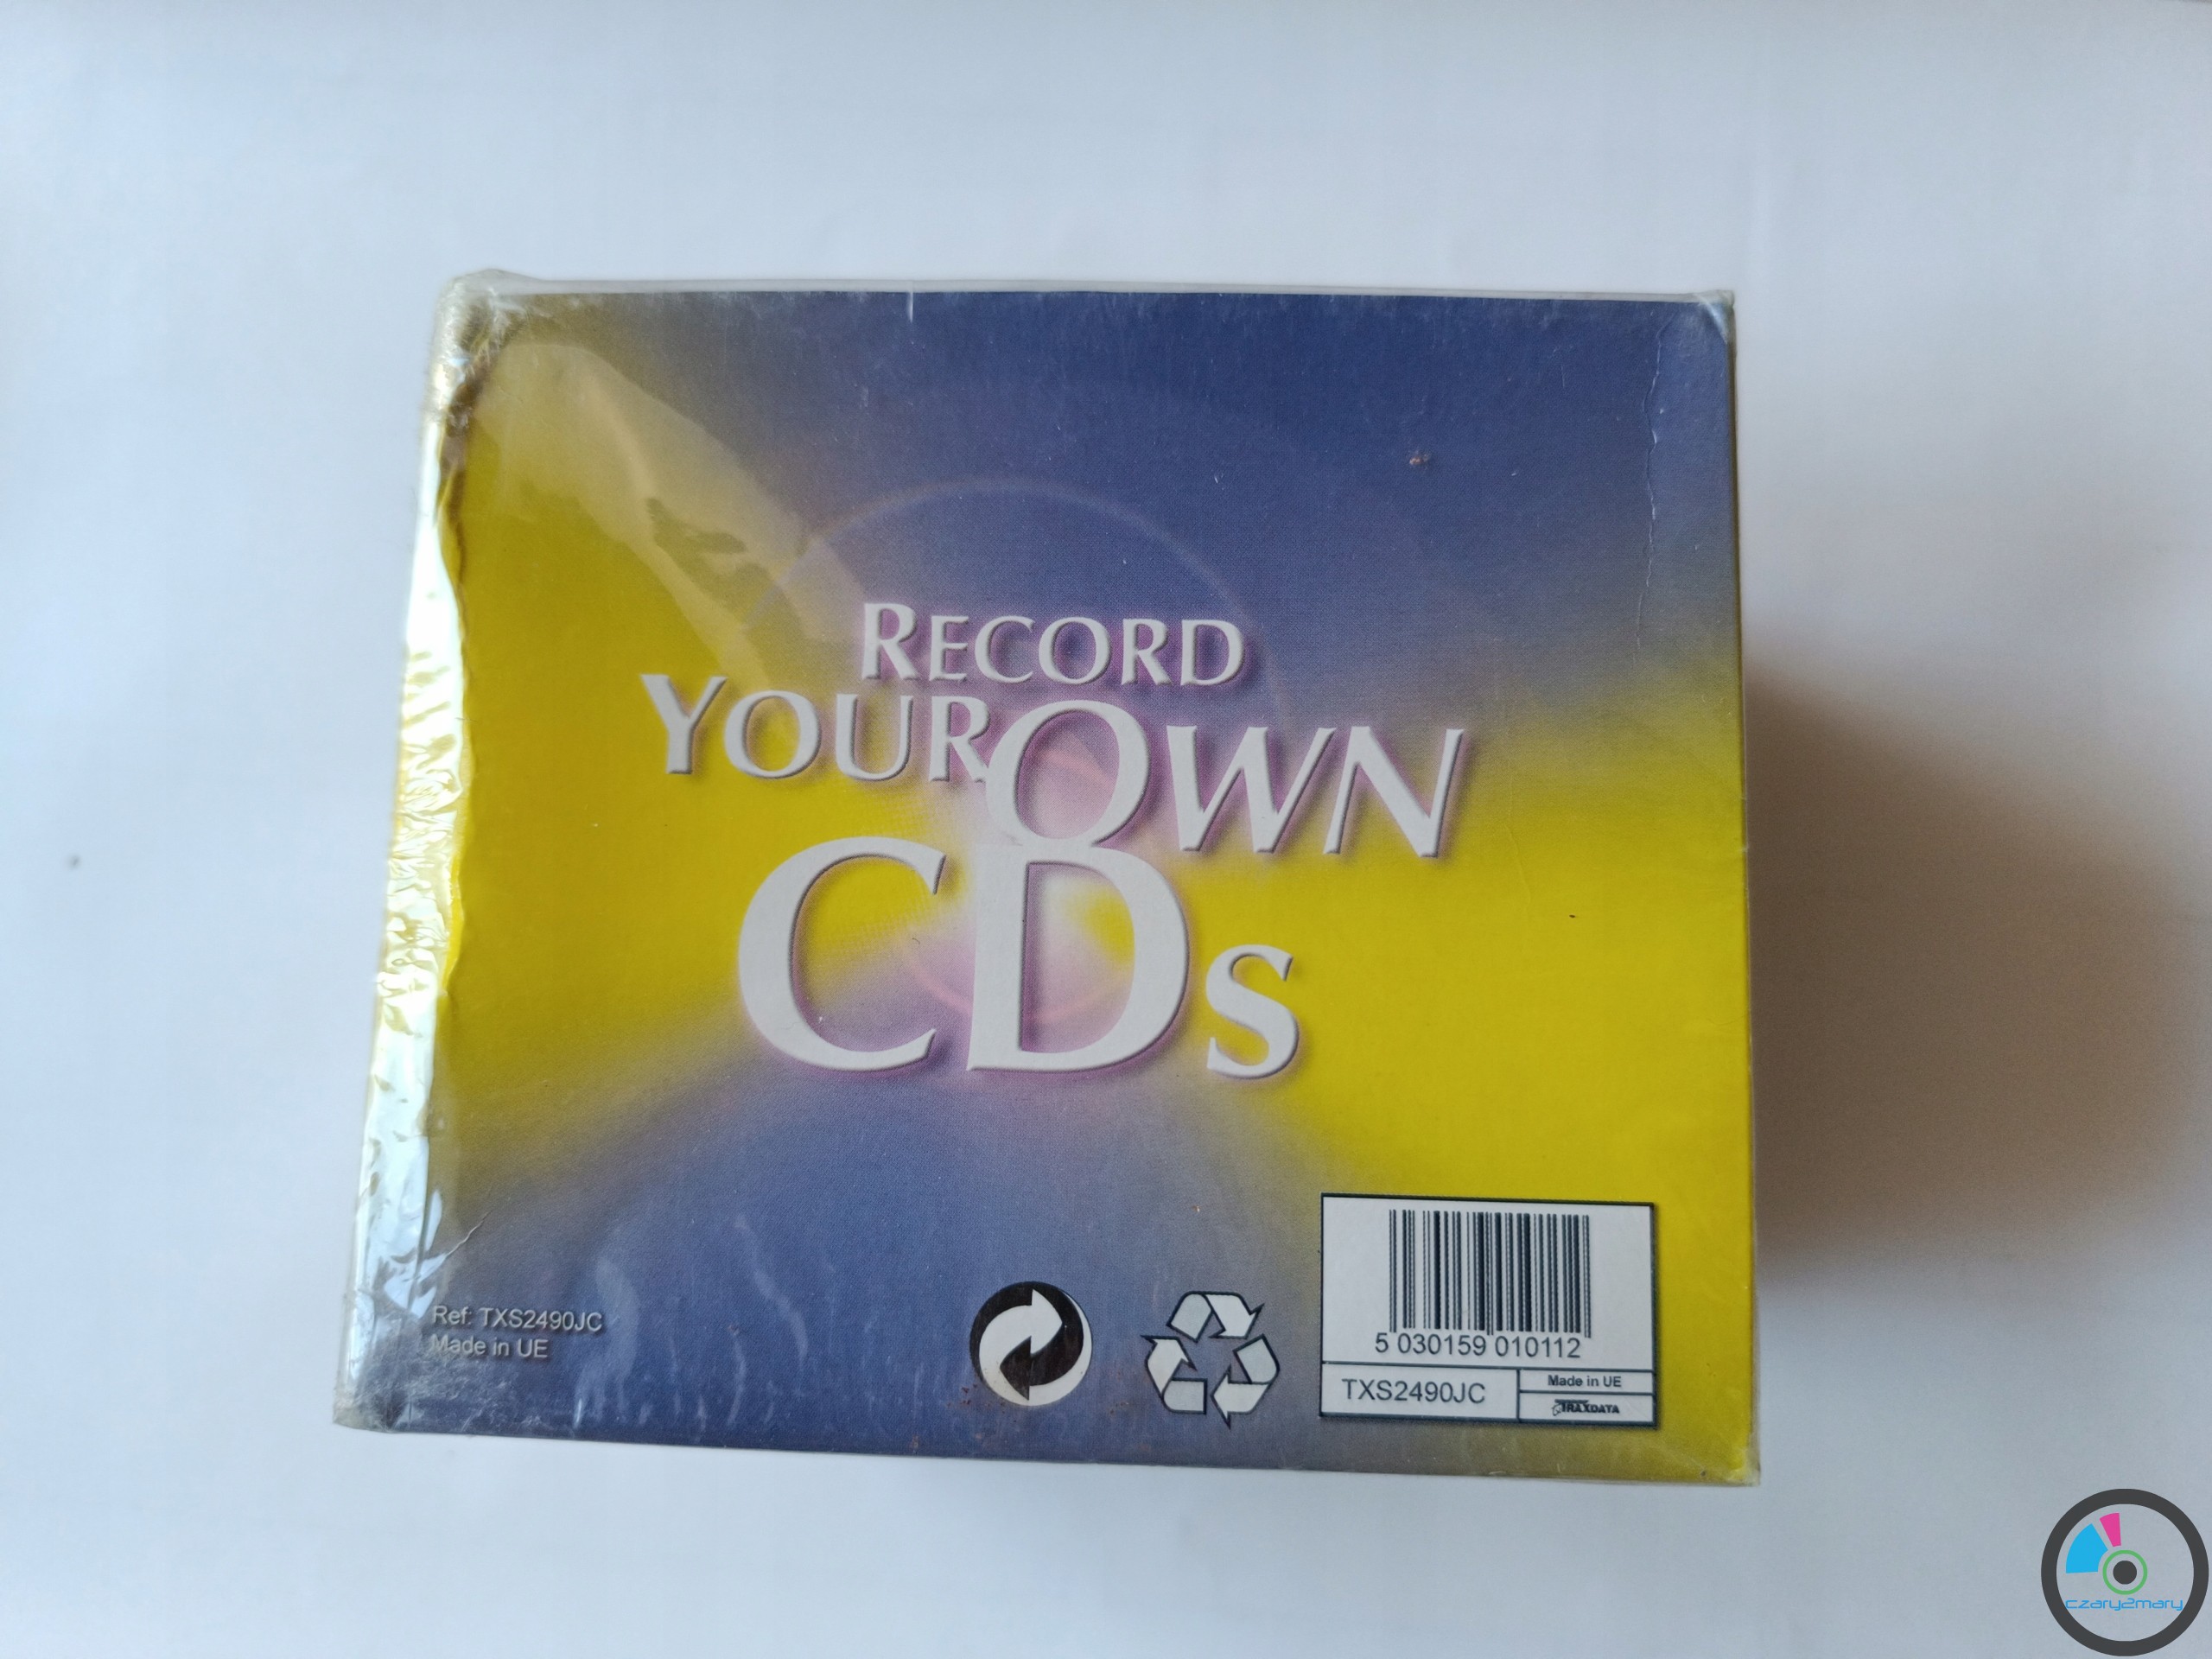 RECORD
YOUR OWN
CDs
Ref: TXS2490JC
Made in UE
5 030159 010112
TXS2490JC
Made in UE
TRAXDATA
czary2mary